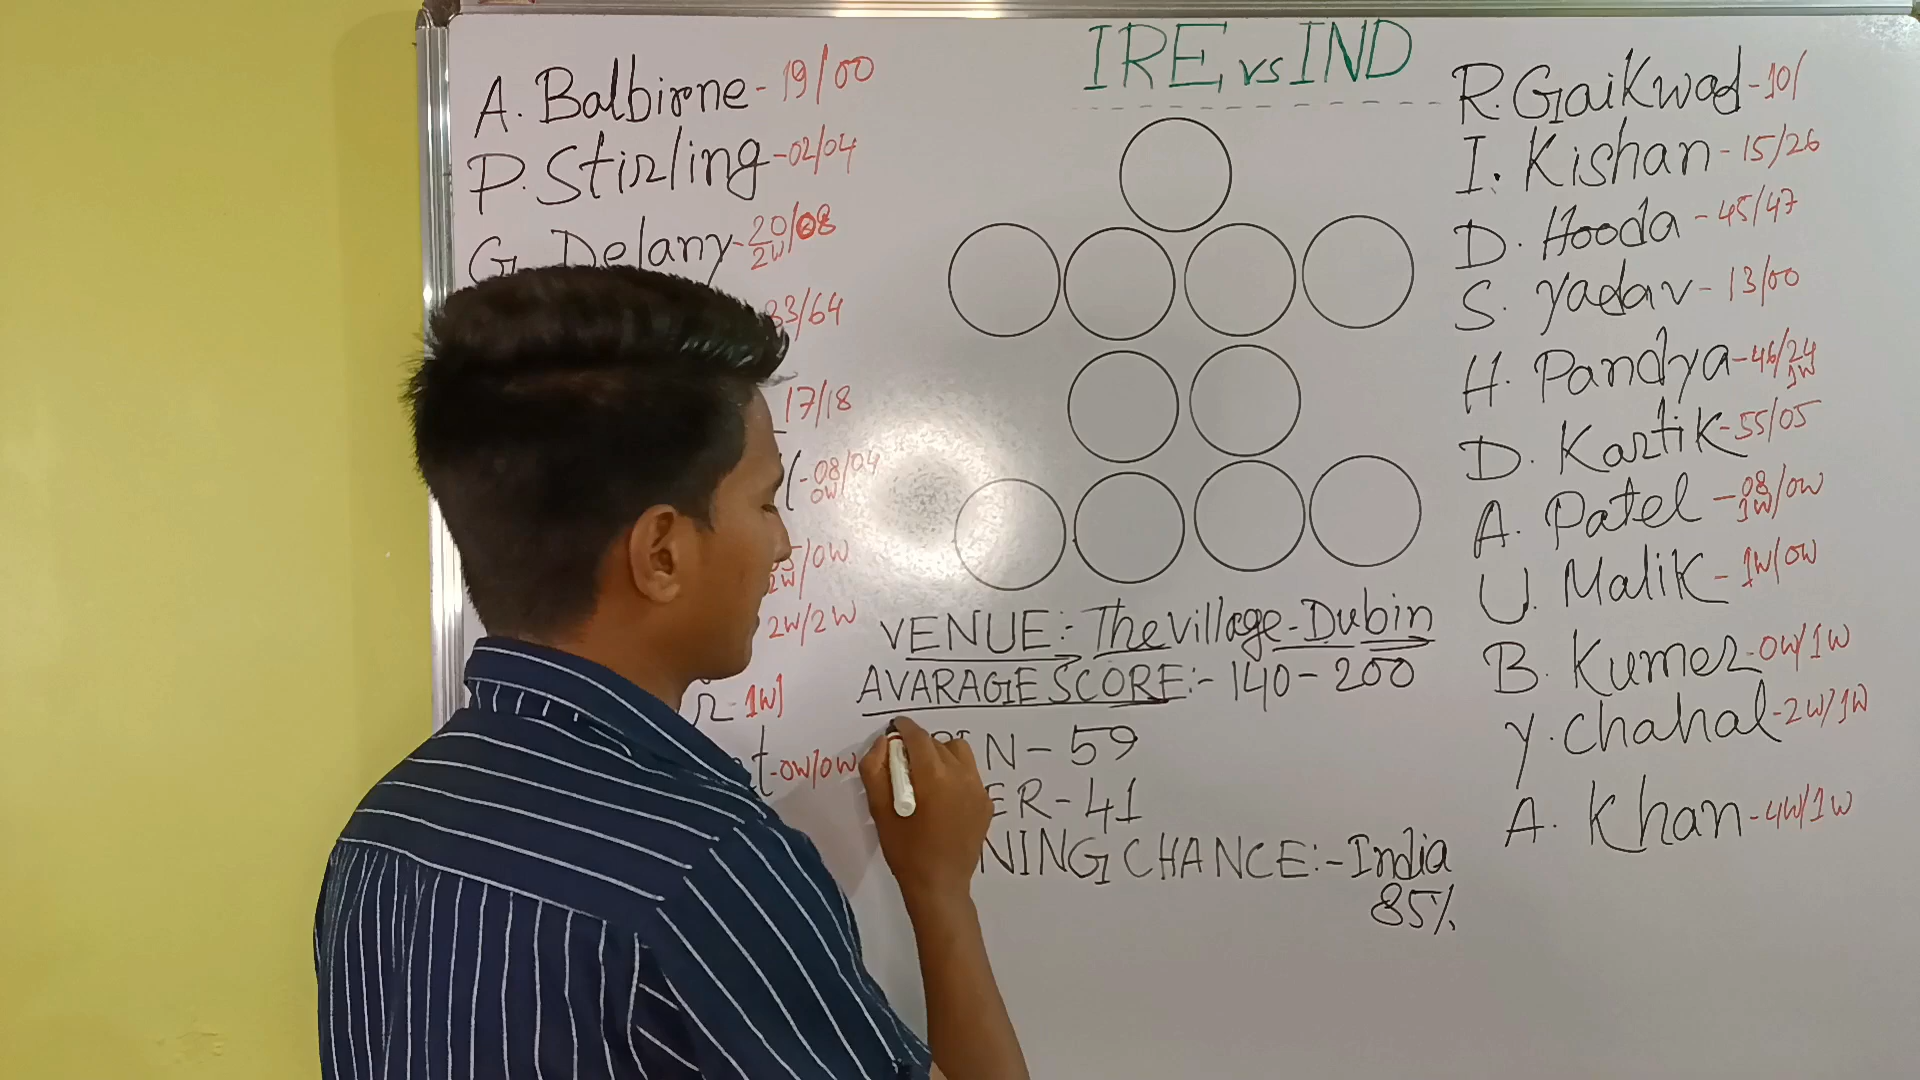 IRE vs IND
A. Balbirne - 19/00
P. Stirling - 02/04
G. Delany - 20/08
2W
83/64
17/18
- 08/04
0W
/0W
2W
2W/2W
r - 1W
t - 0W/0W
VENUE:- The village - Dubin
AVARAGE SCORE:- 140 - 200
PIN - 59
ER - 41
NING CHANCE:- India
85%
R. Gaikwad - 10/
I. Kishan - 15/26
D. Hooda - 45/47
S. Yadav - 13/00
H. Pandya - 46/24
1W
D. Kartik - 55/05
A. Patel - 08/0W
1W
U. Malik - 1W/0W
B. Kumer - 0W/1W
Y. Chahal - 2W/1W
A. Khan - 4W/1W